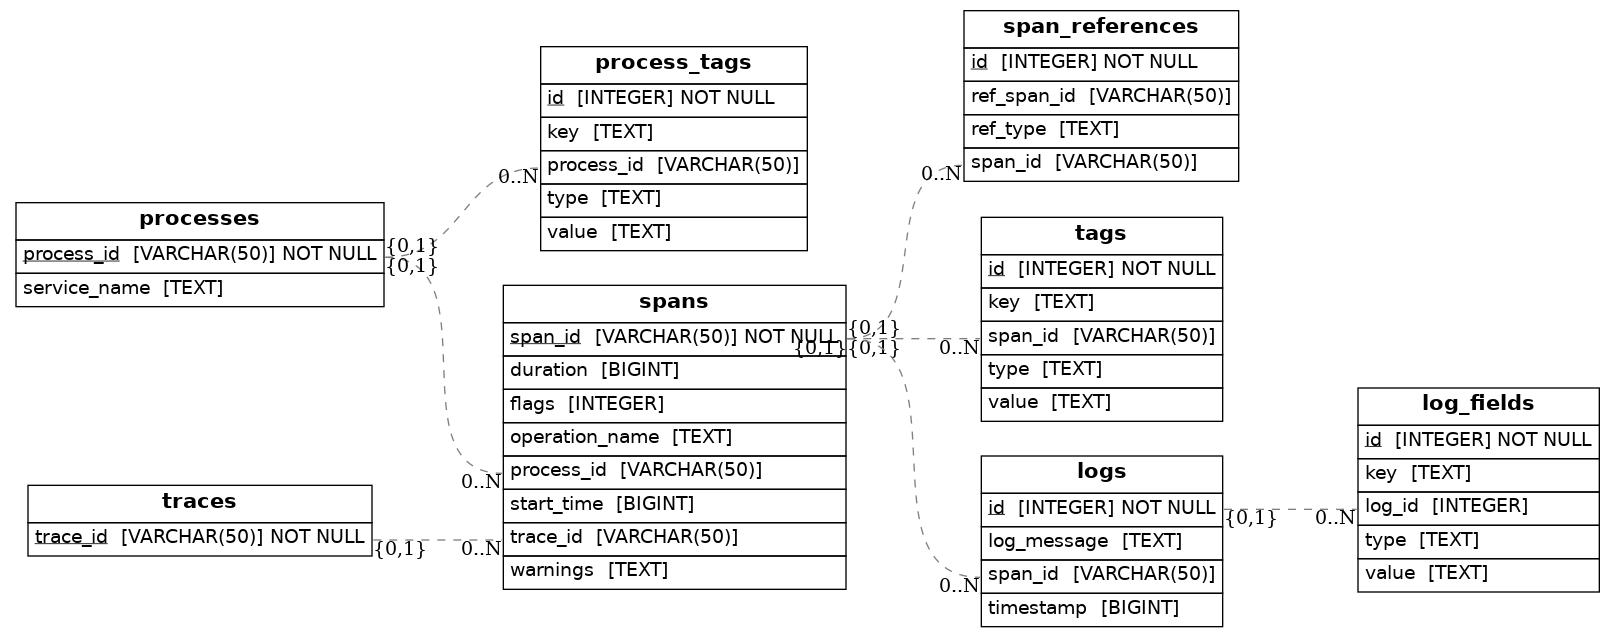 processes
process_id [VARCHAR(50)] NOT NULL
service_name [TEXT]
{0,1}
{0,1}
traces
trace_id [VARCHAR(50)] NOT NULL
{0,1}
process_tags
id [INTEGER] NOT NULL
key [TEXT]
process_id [VARCHAR(50)]
type [TEXT]
value [TEXT]
0..N
spans
span_id [VARCHAR(50)] NOT NULL
duration [BIGINT]
flags [INTEGER]
operation_name [TEXT]
process_id [VARCHAR(50)]
start_time [BIGINT]
trace_id [VARCHAR(50)]
warnings [TEXT]
0..N
0..N
{0,1}
{0,1}
{0,1}
span_references
id [INTEGER] NOT NULL
ref_span_id [VARCHAR(50)]
ref_type [TEXT]
span_id [VARCHAR(50)]
0..N
tags
id [INTEGER] NOT NULL
key [TEXT]
span_id [VARCHAR(50)]
type [TEXT]
value [TEXT]
0..N
logs
id [INTEGER] NOT NULL
log_message [TEXT]
span_id [VARCHAR(50)]
timestamp [BIGINT]
0..N
{0,1}
log_fields
id [INTEGER] NOT NULL
key [TEXT]
log_id [INTEGER]
type [TEXT]
value [TEXT]
0..N